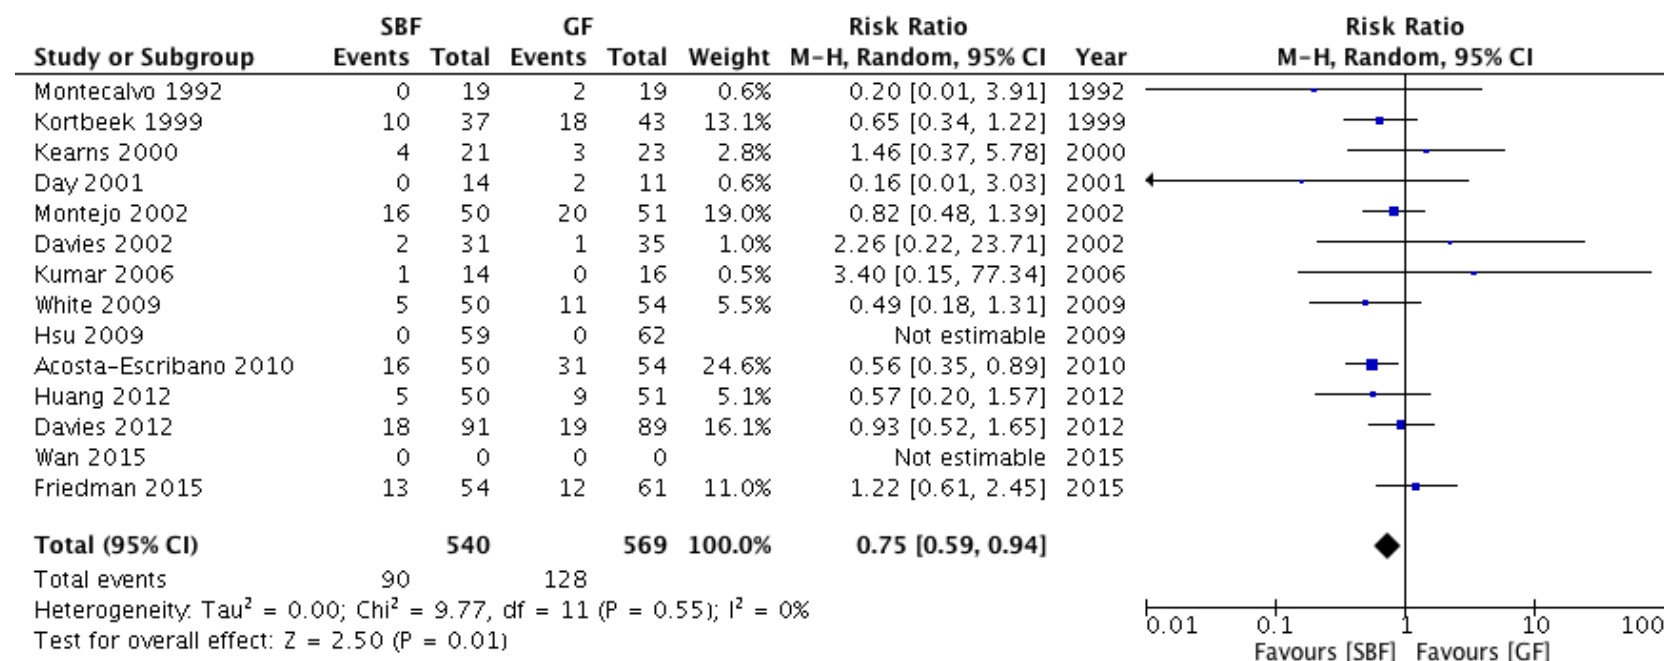 SBF GF Risk Ratio Risk Ratio
Study or Subgroup Events Total Events Total Weight M-H, Random, 95% CI Year M-H, Random, 95% CI
Montecalvo 1992 0 19 2 19 0.6% 0.20 [0.01, 3.91] 1992
Kortbeek 1999 10 37 18 43 13.1% 0.65 [0.34, 1.22] 1999
Kearns 2000 4 21 3 23 2.8% 1.46 [0.37, 5.78] 2000
Day 2001 0 14 2 11 0.6% 0.16 [0.01, 3.03] 2001
Montejo 2002 16 50 20 51 19.0% 0.82 [0.48, 1.39] 2002
Davies 2002 2 31 1 35 1.0% 2.26 [0.22, 23.71] 2002
Kumar 2006 1 14 0 16 0.5% 3.40 [0.15, 77.34] 2006
White 2009 5 50 11 54 5.5% 0.49 [0.18, 1.31] 2009
Hsu 2009 0 59 0 62 Not estimable 2009
Acosta-Escribano 2010 16 50 31 54 24.6% 0.56 [0.35, 0.89] 2010
Huang 2012 5 50 9 51 5.1% 0.57 [0.20, 1.57] 2012
Davies 2012 18 91 19 89 16.1% 0.93 [0.52, 1.65] 2012
Wan 2015 0 0 0 0 Not estimable 2015
Friedman 2015 13 54 12 61 11.0% 1.22 [0.61, 2.45] 2015
Total (95% CI) 540 569 100.0% 0.75 [0.59, 0.94]
Total events 90 128
Heterogeneity: Tau² = 0.00; Chi² = 9.77, df = 11 (P = 0.55); I² = 0%
Test for overall effect: Z = 2.50 (P = 0.01)
0.01 0.1 1 10 100
Favours [SBF] Favours [GF]